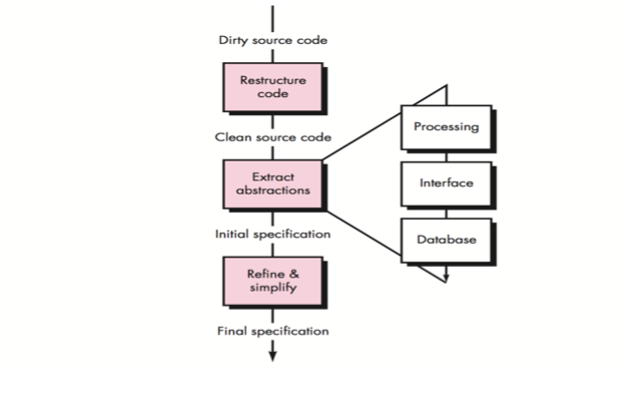 Dirty source code
Restructure
code
Clean source code
Extract
abstractions
Initial specification
Refine &
simplify
Final specification
Processing
Interface
Database